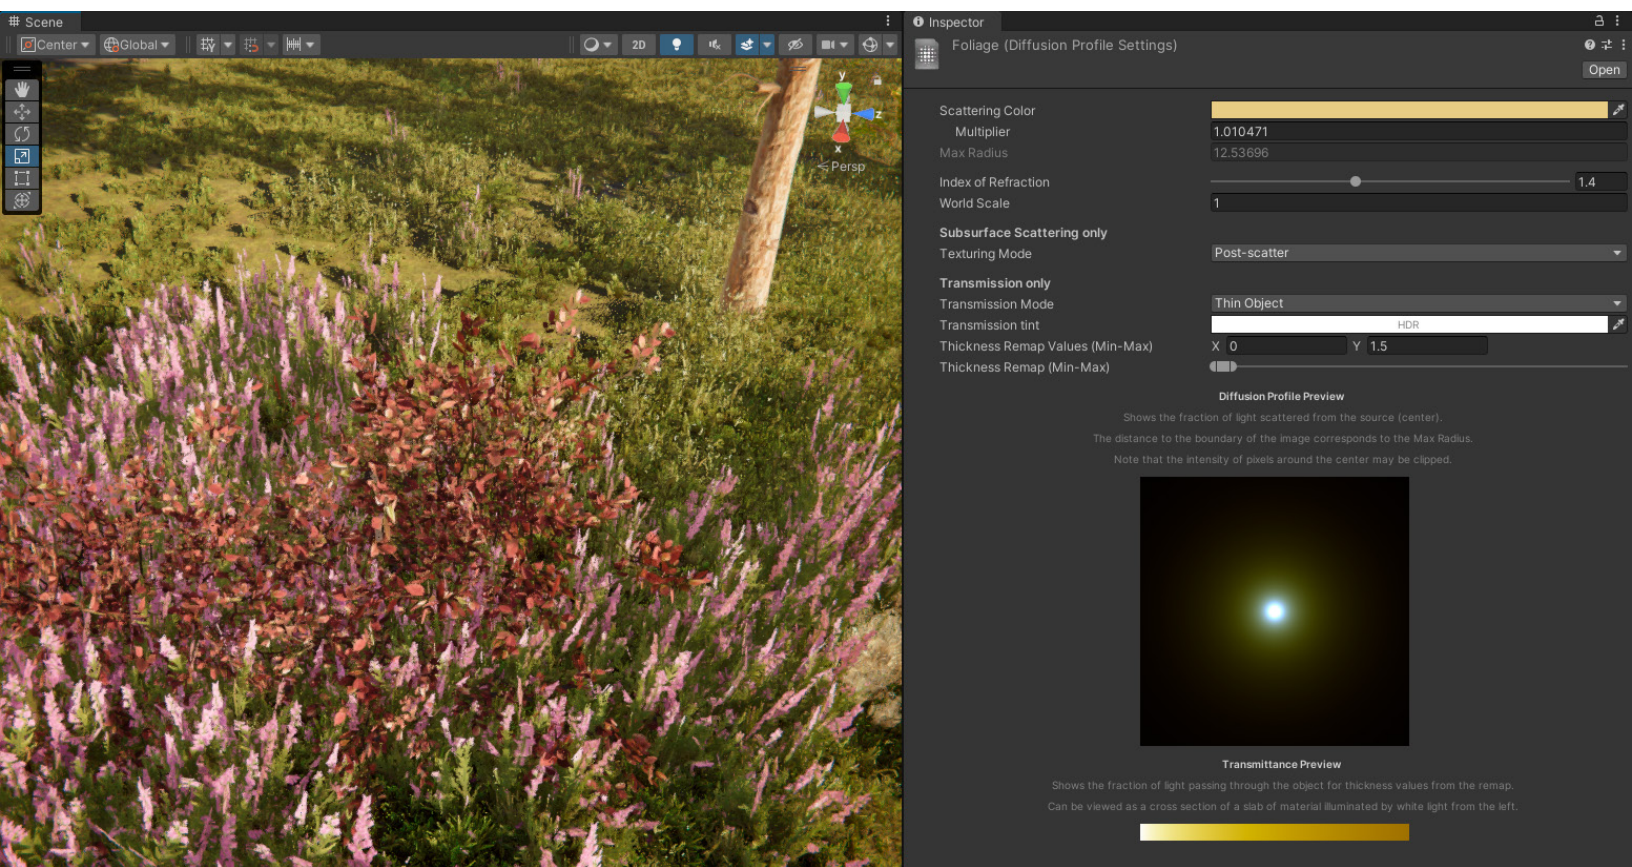 Scene
Inspector
Center
Global
2D
Foliage (Diffusion Profile Settings)
Open
y
z
x
Persp
Scattering Color
Multiplier
1.010471
Max Radius
12.53696
Index of Refraction
1.4
World Scale
1
Subsurface Scattering only
Texturing Mode
Post-scatter
Transmission only
Transmission Mode
Thin Object
Transmission tint
HDR
Thickness Remap Values (Min-Max)
X 0
Y 1.5
Thickness Remap (Min-Max)
Diffusion Profile Preview
Shows the fraction of light scattered from the source (center).
The distance to the boundary of the image corresponds to the Max Radius.
Note that the intensity of pixels around the center may be clipped.
Transmittance Preview
Shows the fraction of light passing through the object for thickness values from the remap.
Can be viewed as a cross section of a slab of material illuminated by white light from the left.